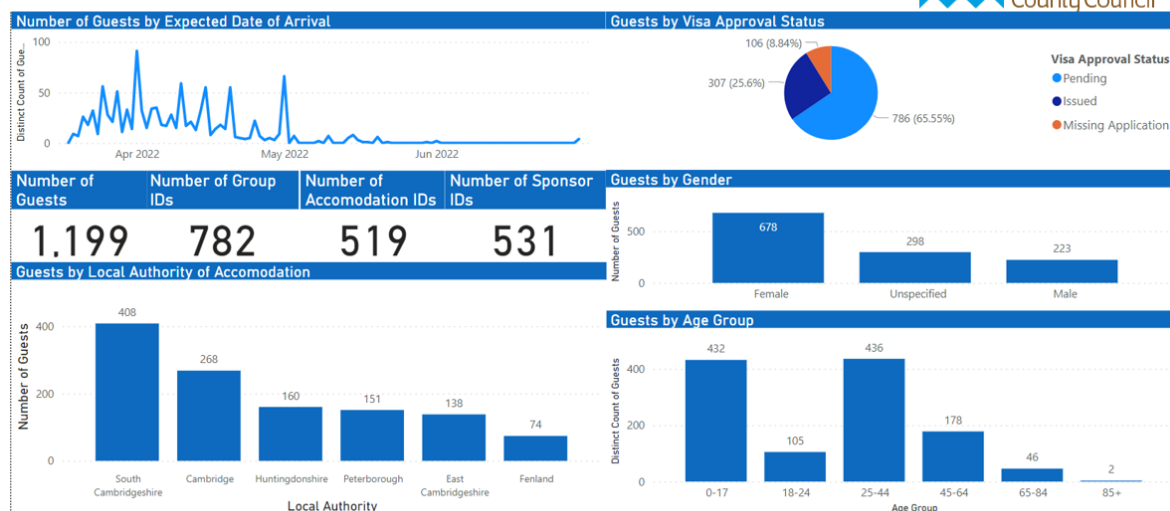 County Council
Number of Guests by Expected Date of Arrival
Distinct Count of Gue...
100
50
0
Apr 2022
May 2022
Jun 2022
Guests by Visa Approval Status
106 (8.84%)
307 (25.6%)
786 (65.55%)
Visa Approval Status
Pending
Issued
Missing Application
Number of
Guests
1,199
Number of Group
IDs
782
Number of
Accomodation IDs
519
Number of Sponsor
IDs
531
Guests by Gender
Number of Guests
500
0
678
298
223
Female
Unspecified
Male
Guests by Local Authority of Accomodation
Number of Guests
400
200
0
408
268
160
151
138
74
South
Cambridgeshire
Cambridge
Huntingdonshire
Peterborough
East
Cambridgeshire
Fenland
Local Authority
Guests by Age Group
Distinct Count of Guests
400
200
0
432
105
436
178
46
2
0-17
18-24
25-44
45-64
65-84
85+
Age Group